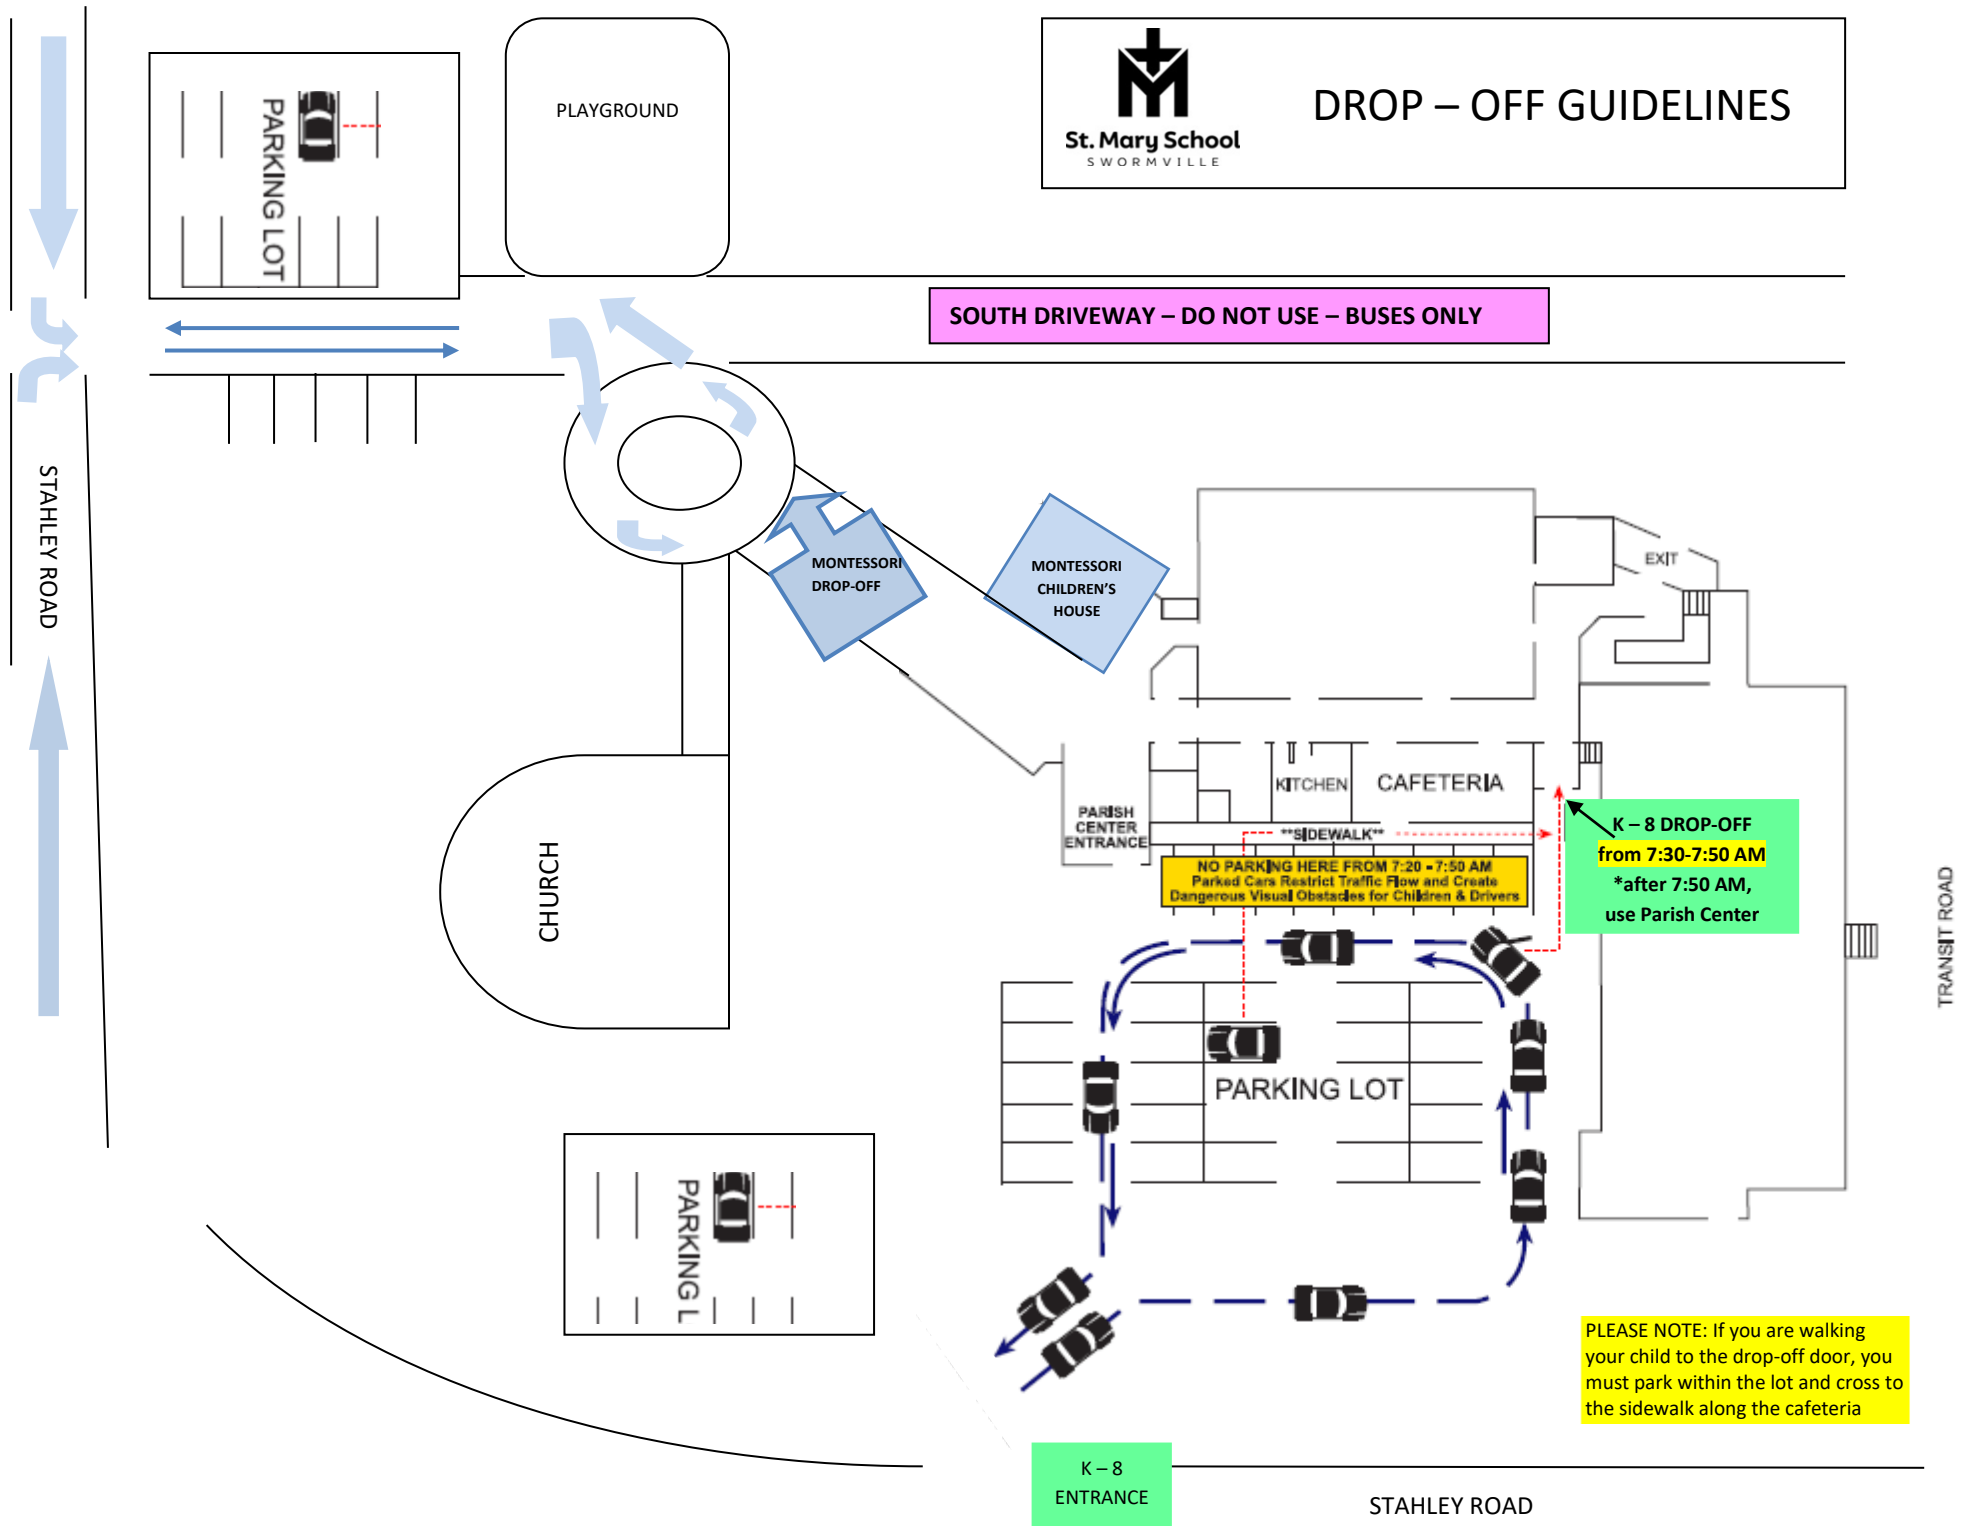 PARKING LOT
PLAYGROUND
St. Mary School
SWORMVILLE
DROP – OFF GUIDELINES
SOUTH DRIVEWAY – DO NOT USE – BUSES ONLY
STAHLEY ROAD
MONTESSORI
DROP-OFF
MONTESSORI
CHILDREN'S
HOUSE
EXIT
KITCHEN
CAFETERIA
PARISH
CENTER
ENTRANCE
**SIDEWALK**
K – 8 DROP-OFF
from 7:30-7:50 AM
*after 7:50 AM,
use Parish Center
NO PARKING HERE FROM 7:20 - 7:50 AM
Parked Cars Restrict Traffic Flow and Create
Dangerous Visual Obstacles for Children & Drivers
CHURCH
TRANSIT ROAD
PARKING LOT
PARKING L
PLEASE NOTE: If you are walking
your child to the drop-off door, you
must park within the lot and cross to
the sidewalk along the cafeteria
K – 8
ENTRANCE
STAHLEY ROAD